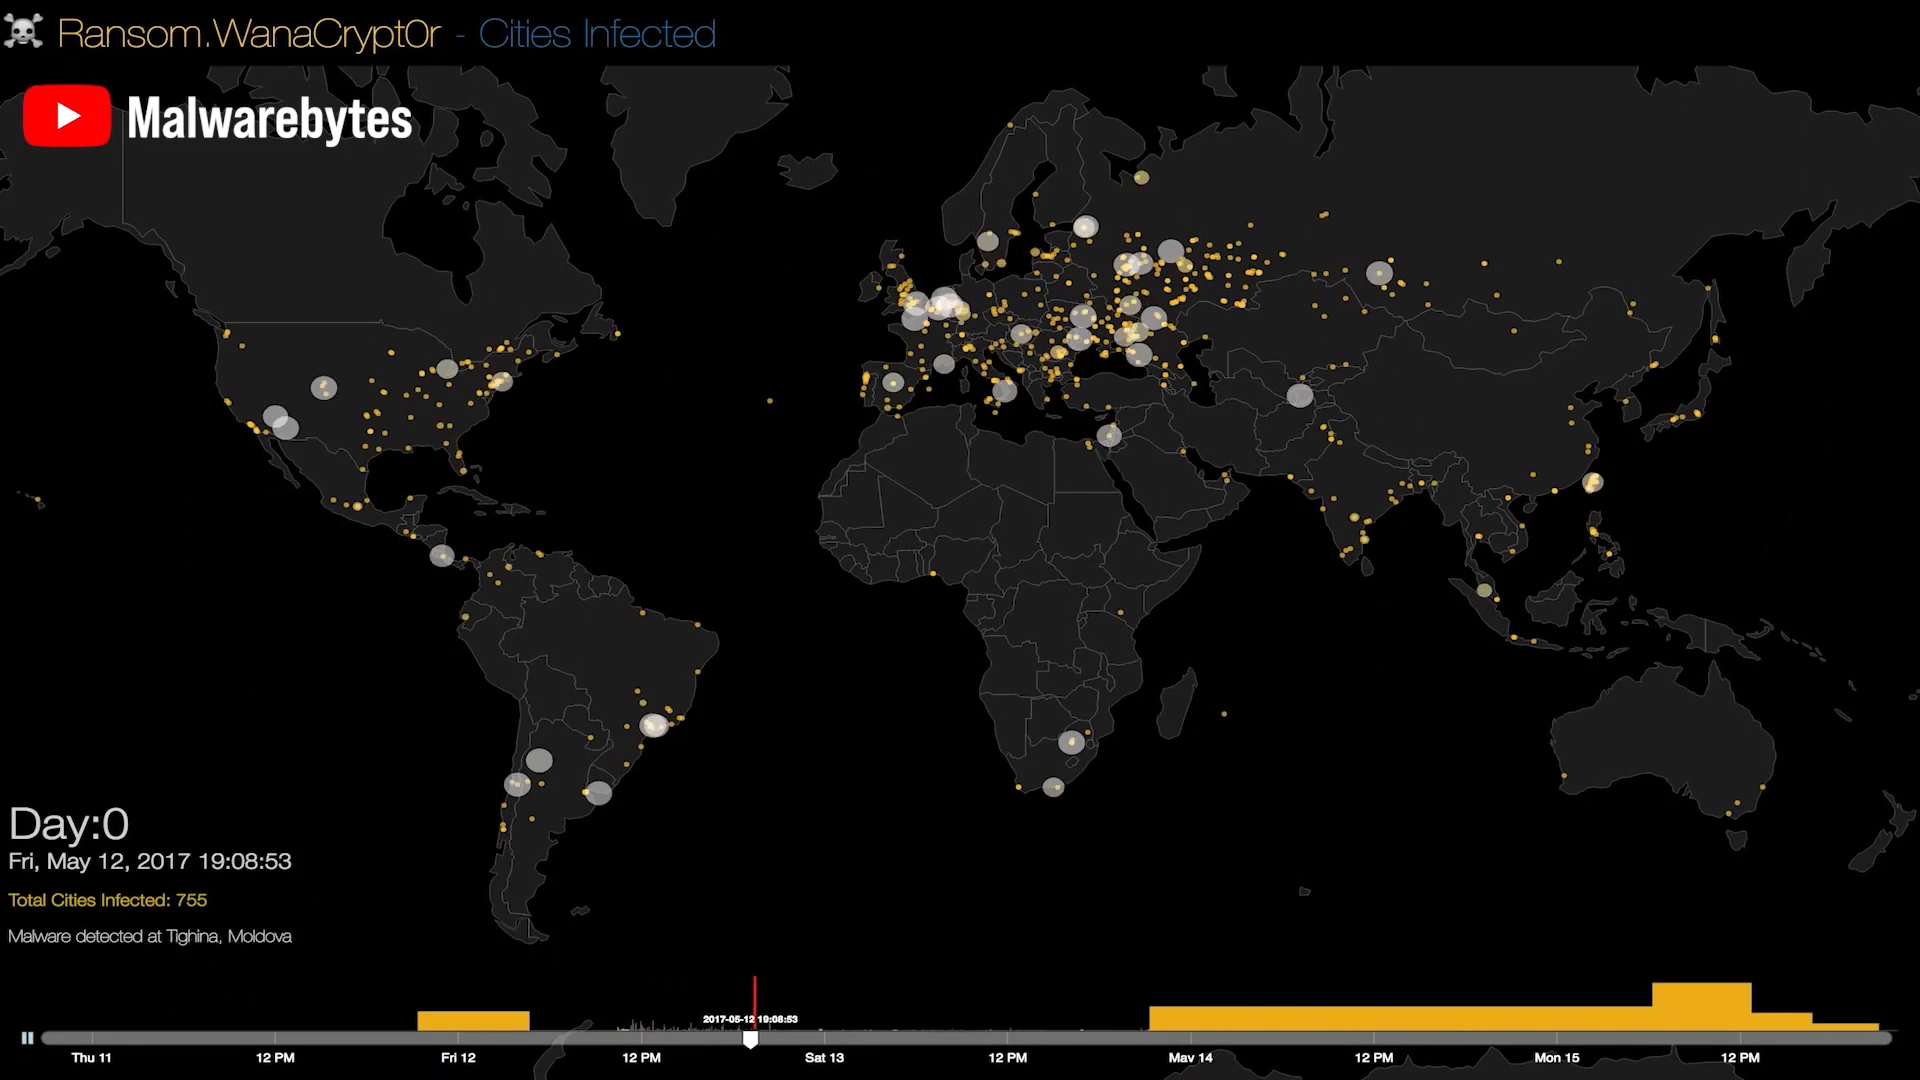 Ransom.WanaCrypt0r - Cities Infected
Malwarebytes
Day:0
Fri, May 12, 2017 19:08:53
Total Cities Infected: 755
Malware detected at Tighina, Moldova
2017-05-12 19:08:53
Thu 11 12 PM Fri 12 12 PM Sat 13 12 PM May 14 12 PM Mon 15 12 PM